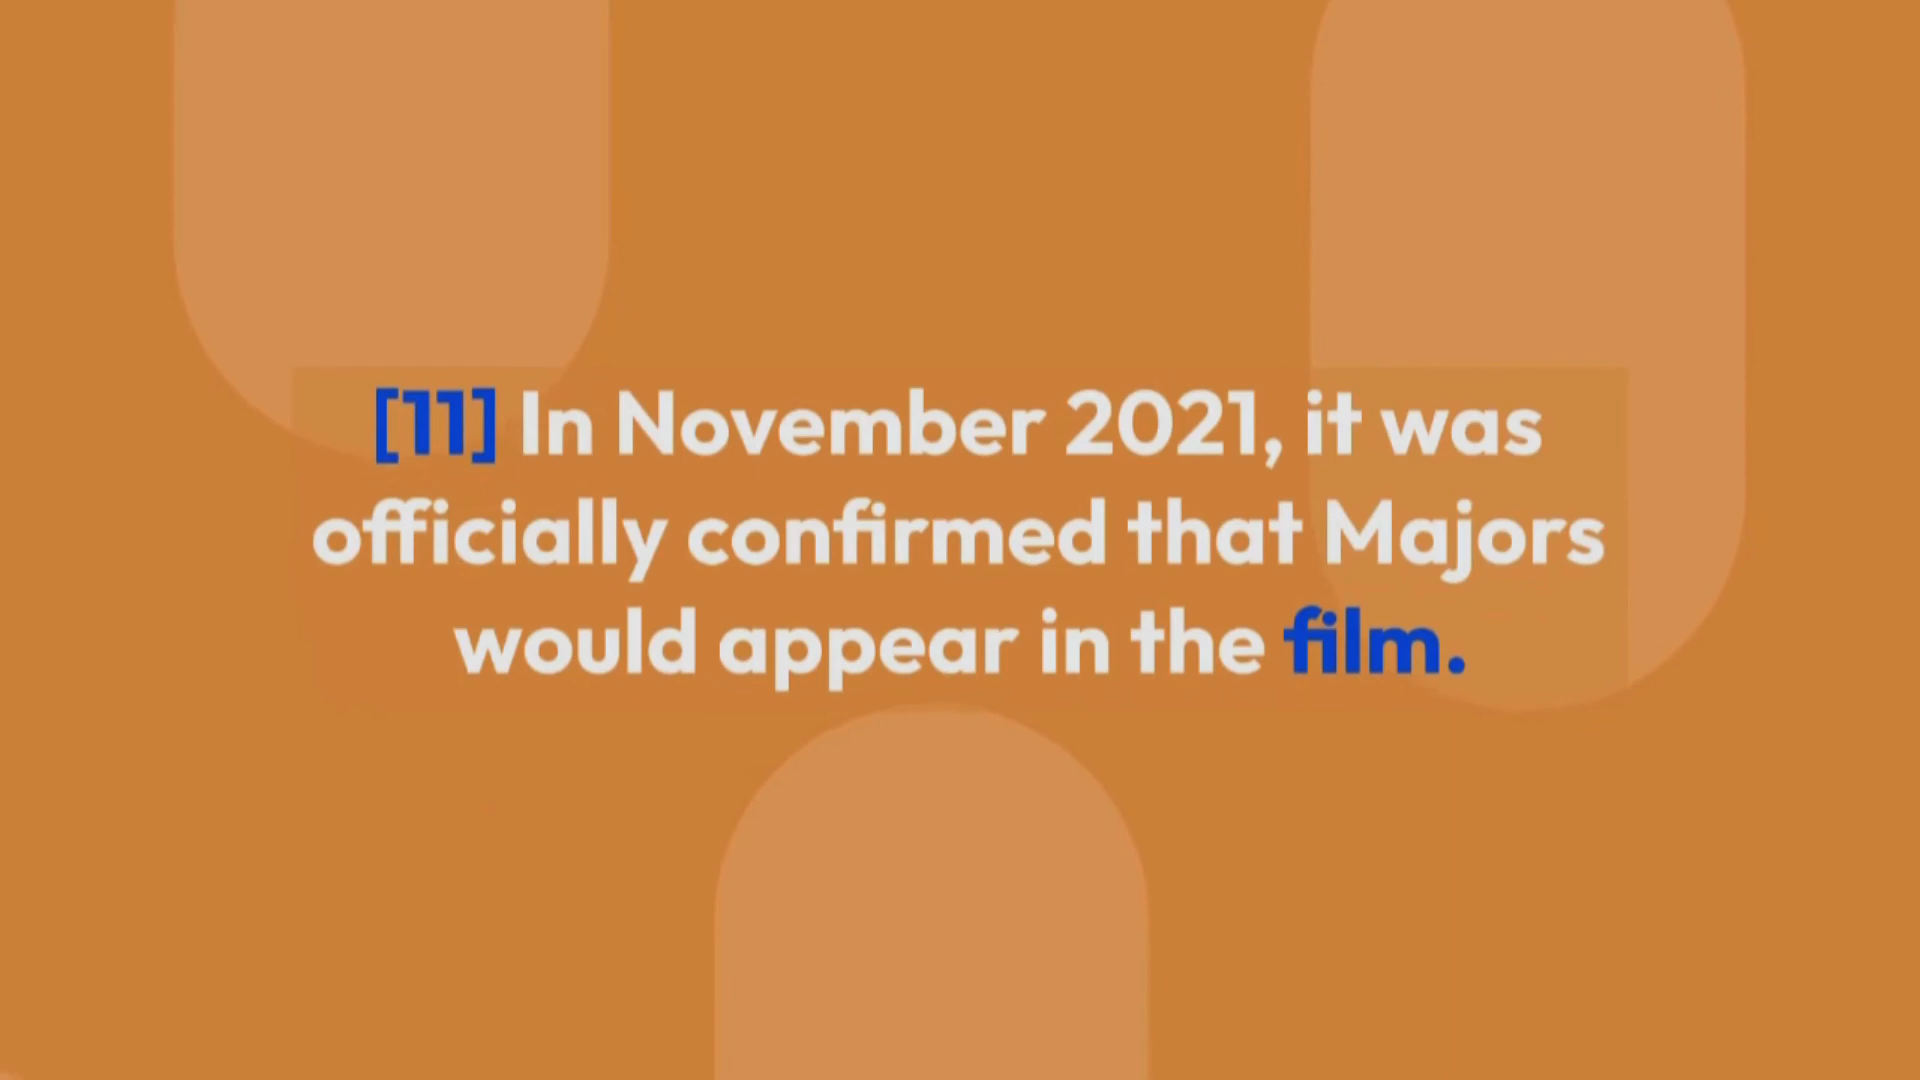 [11] In November 2021, it was
officially confirmed that Majors
would appear in the film.